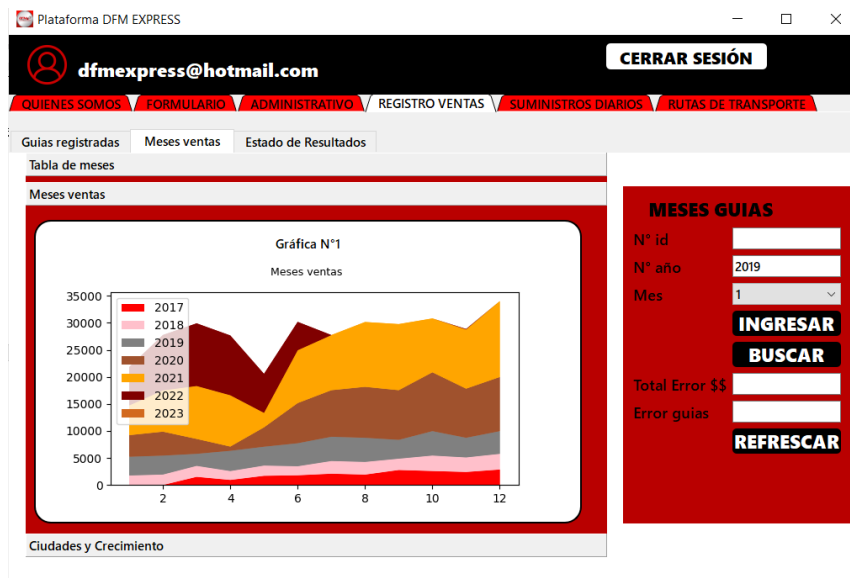 Plataforma DFM EXPRESS
dfmexpress@hotmail.com
CERRAR SESIÓN
QUIENES SOMOS
FORMULARIO
ADMINISTRATIVO
REGISTRO VENTAS
SUMINISTROS DIARIOS
RUTAS DE TRANSPORTE
Guias registradas
Meses ventas
Estado de Resultados
Tabla de meses
Meses ventas
Gráfica N°1
Meses ventas
35000
30000
25000
20000
15000
10000
5000
0
2
4
6
8
10
12
2017
2018
2019
2020
2021
2022
2023
Ciudades y Crecimiento
MESES GUIAS
N° id
N° año 2019
Mes 1
INGRESAR
BUSCAR
Total Error $$
Error guias
REFRESCAR